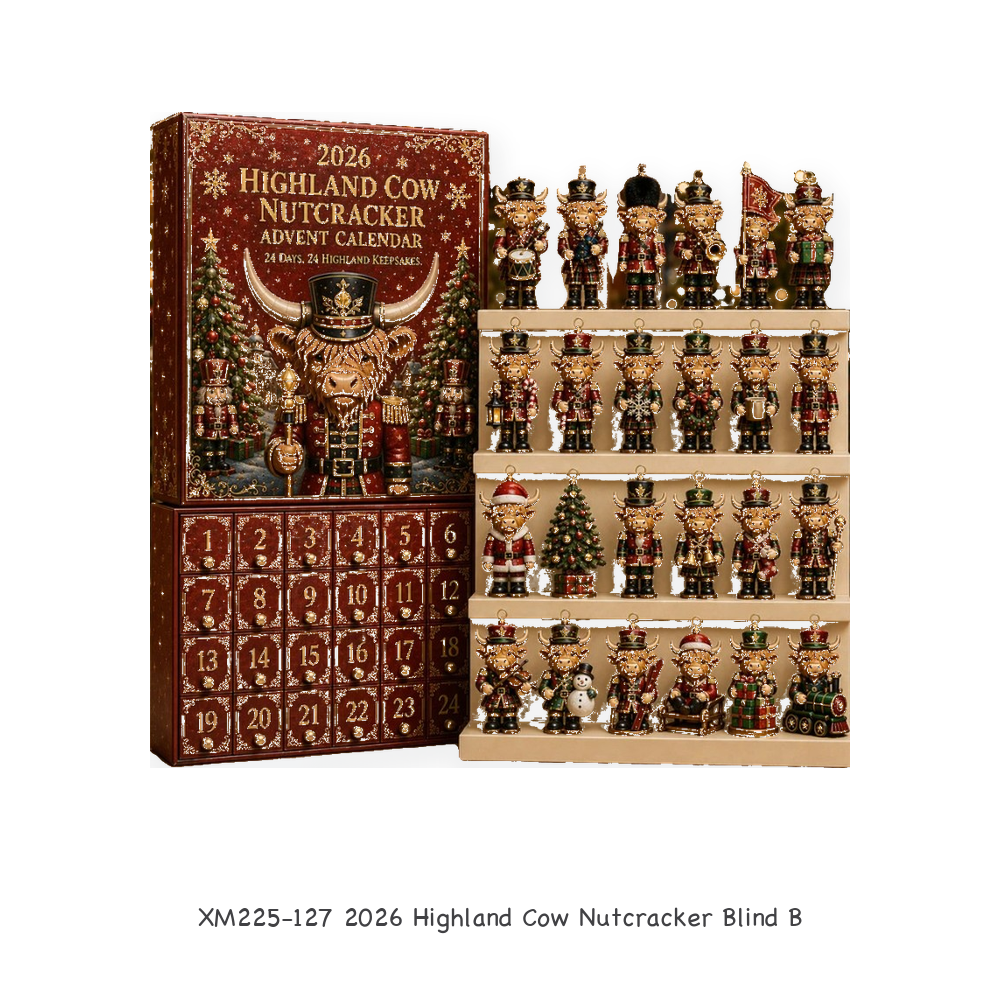 2026
HIGHLAND COW
NUTCRACKER
ADVENT CALENDAR
24 DAYS, 24 HIGHLAND KEEPSAKES.
1 2 3 4 5 6
7 8 9 10 11 12
13 14 15 16 17 18
19 20 21 22 23 24
XM225-127 2026 Highland Cow Nutcracker Blind B